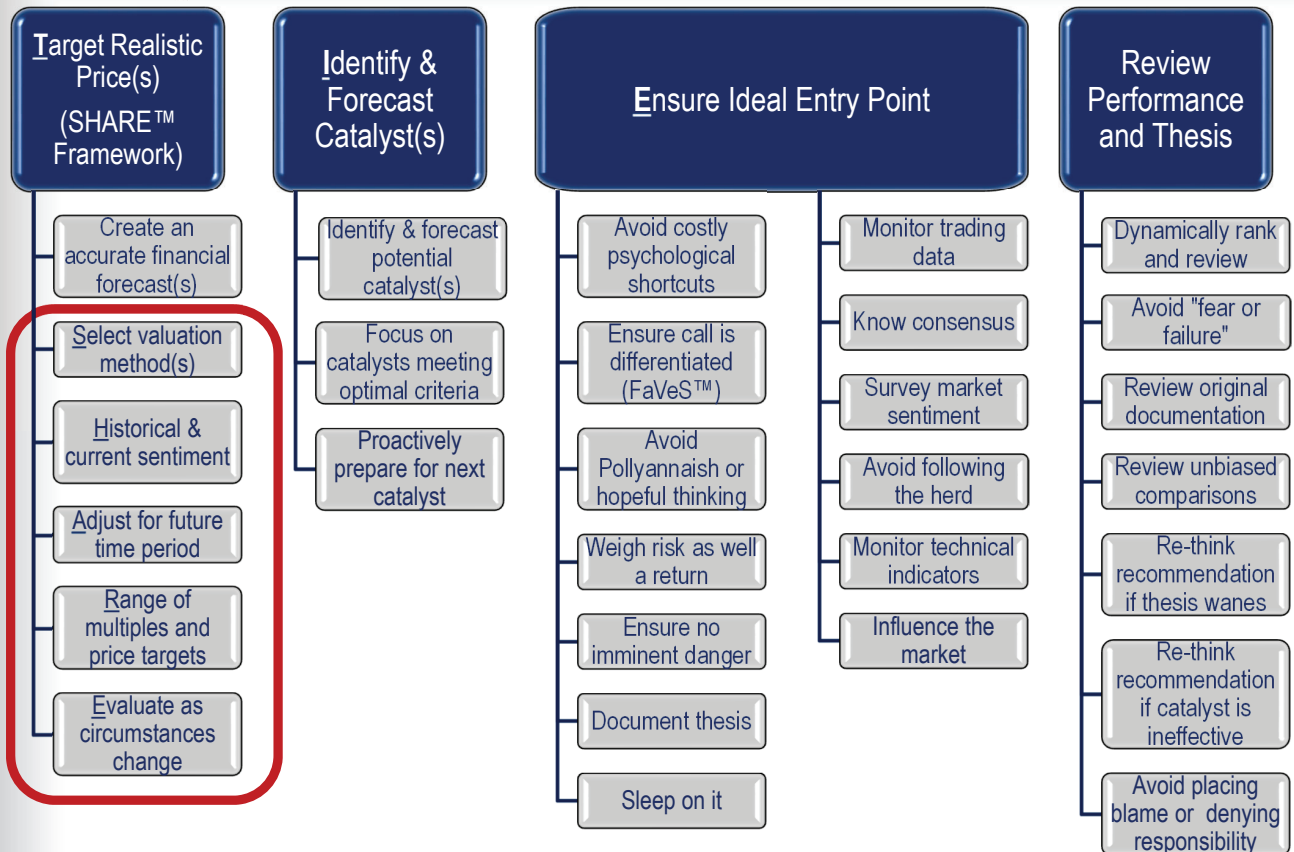 Target Realistic
Price(s)
(SHARE™
Framework)
Create an
accurate financial
forecast(s)
Select valuation
method(s)
Historical &
current sentiment
Adjust for future
time period
Range of
multiples and
price targets
Evaluate as
circumstances
change
Identify &
Forecast
Catalyst(s)
Identify & forecast
potential
catalyst(s)
Focus on
catalysts meeting
optimal criteria
Proactively
prepare for next
catalyst
Ensure Ideal Entry Point
Avoid costly
psychological
shortcuts
Ensure call is
differentiated
(FaVeS™)
Avoid
Pollyannaish or
hopeful thinking
Weigh risk as well
a return
Ensure no
imminent danger
Document thesis
Sleep on it
Monitor trading
data
Know consensus
Survey market
sentiment
Avoid following
the herd
Monitor technical
indicators
Influence the
market
Review
Performance
and Thesis
Dynamically rank
and review
Avoid "fear or
failure"
Review original
documentation
Review unbiased
comparisons
Re-think
recommendation
if thesis wanes
Re-think
recommendation
if catalyst is
ineffective
Avoid placing
blame or denying
responsibility